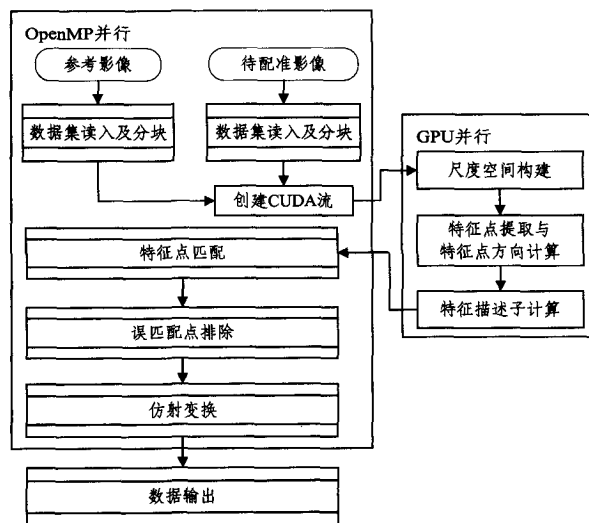 OpenMP并行
参考影像
待配准影像
数据集读入及分块
数据集读入及分块
创建CUDA流
GPU并行
尺度空间构建
特征点提取与
特征点方向计算
特征描述子计算
特征点匹配
误匹配点排除
仿射变换
数据输出